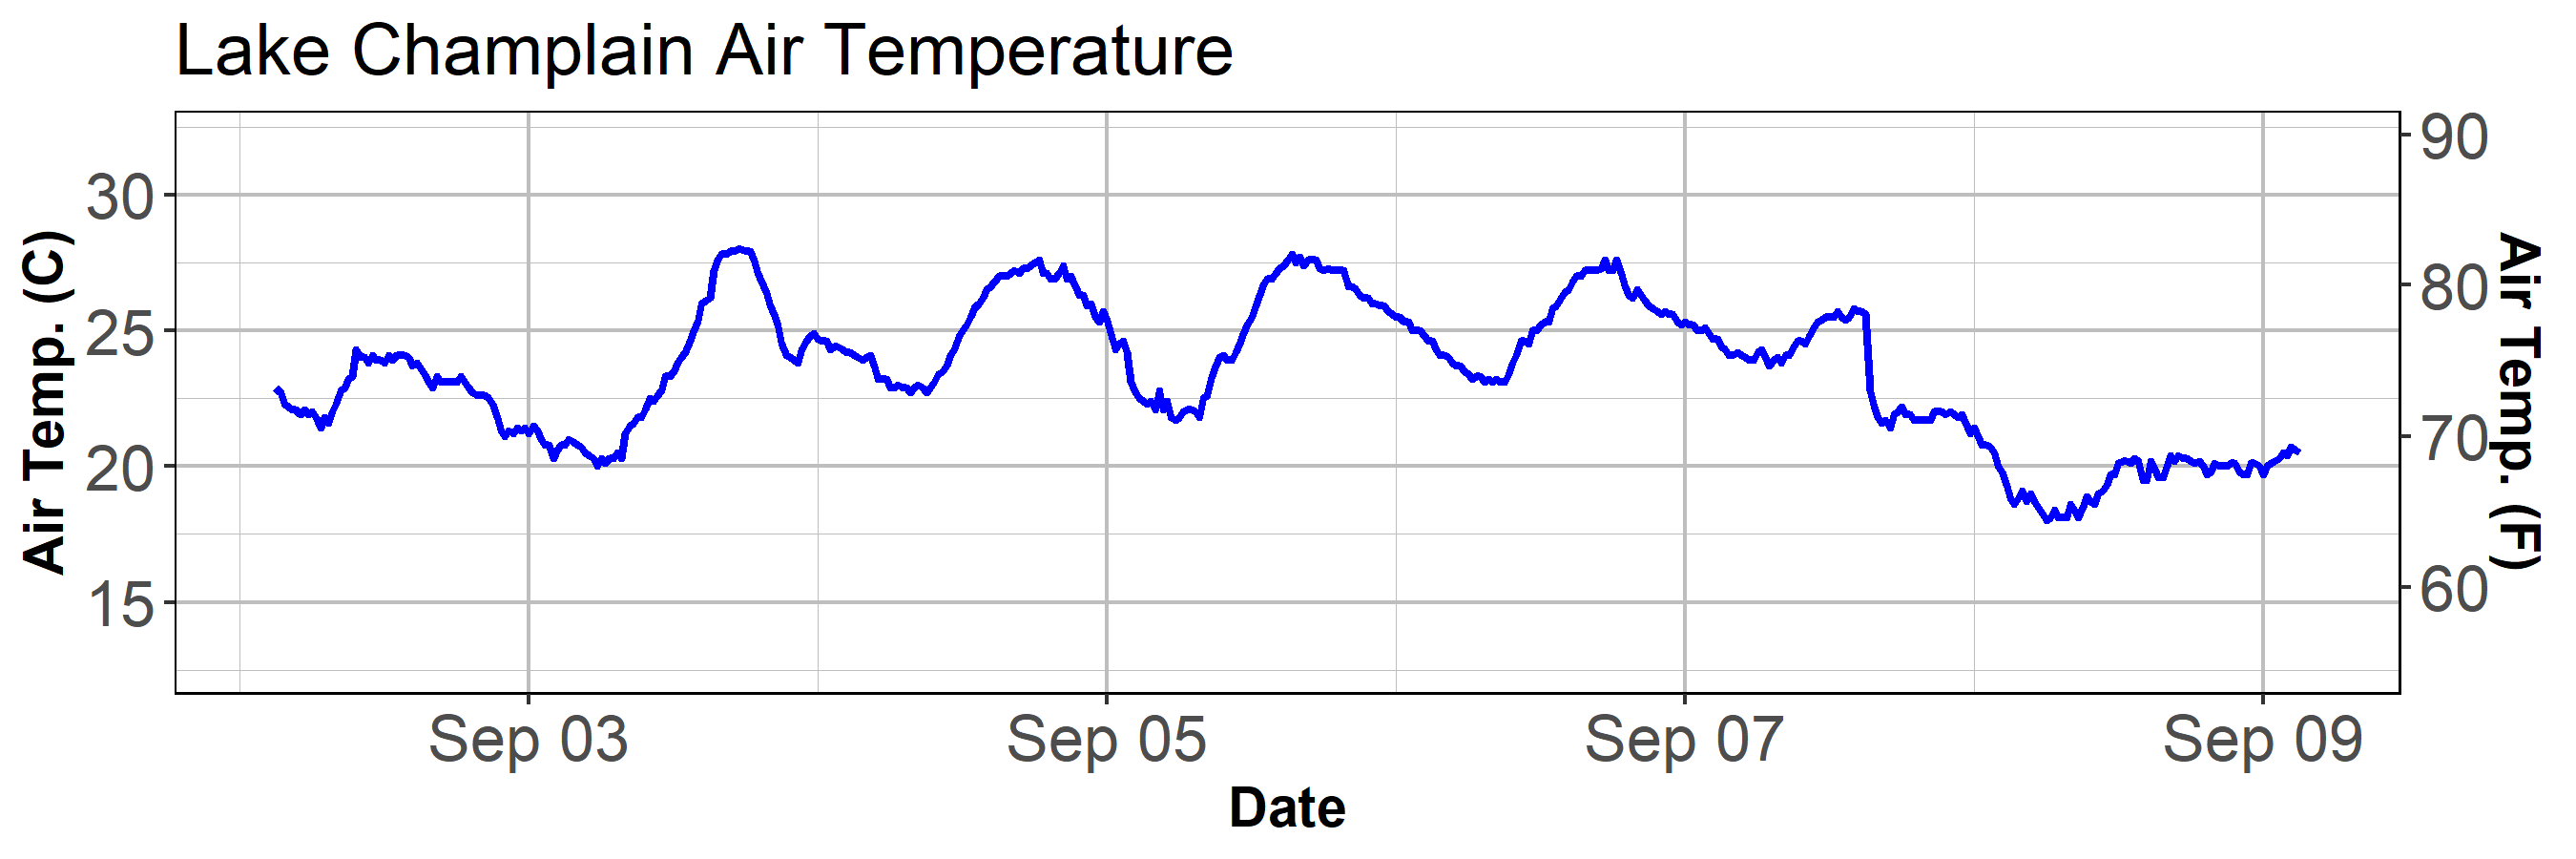 Lake Champlain Air Temperature
90
30
80
25
70
20
60
15
Air Temp. (C)
Air Temp. (F)
Sep 03
Sep 05
Sep 07
Sep 09
Date